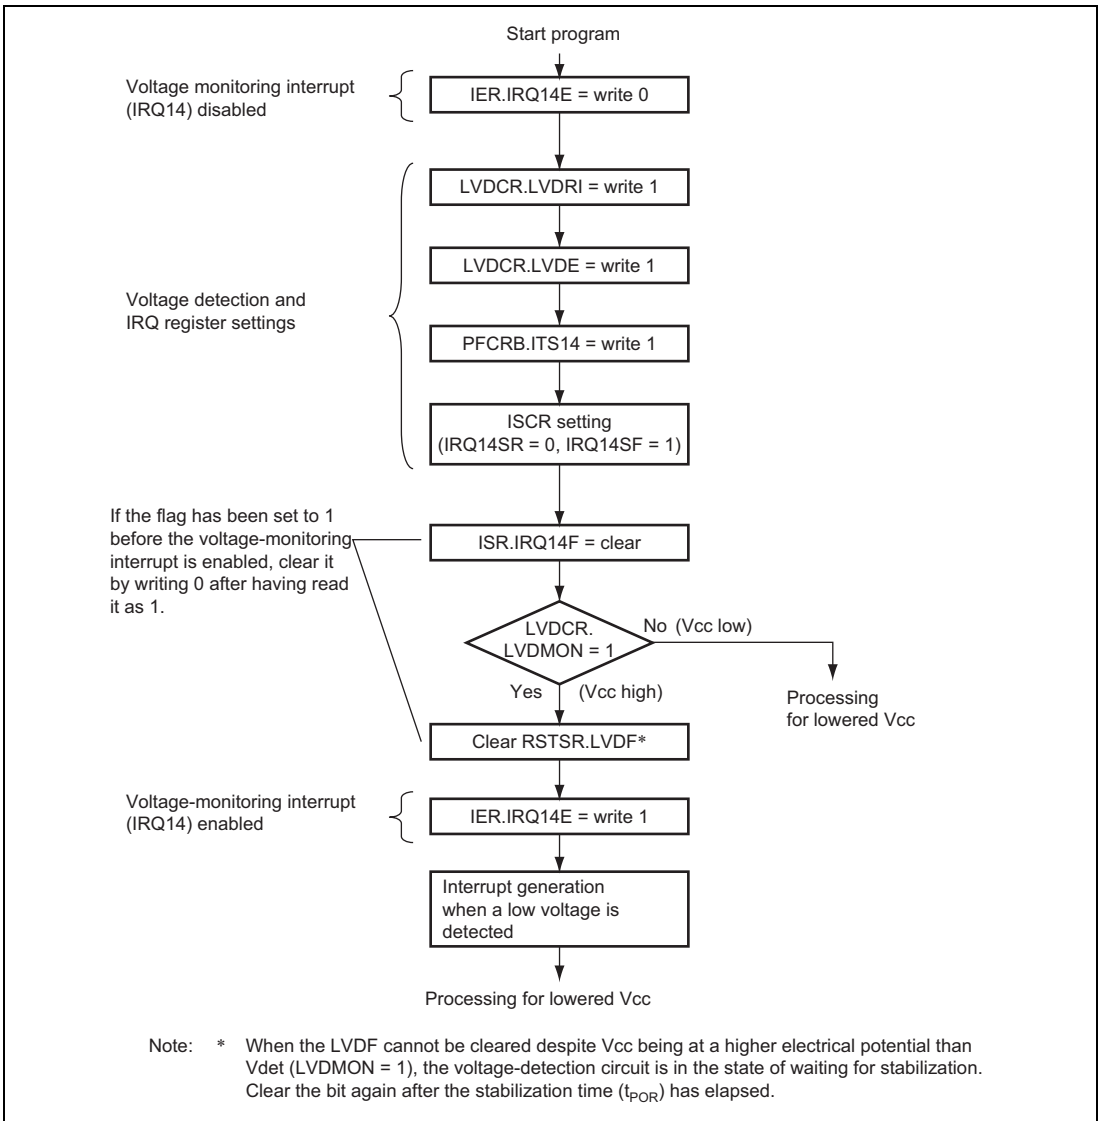 Start program
Voltage monitoring interrupt
(IRQ14) disabled
IER.IRQ14E = write 0
LVDCR.LVDRI = write 1
LVDCR.LVDE = write 1
Voltage detection and
IRQ register settings
PFCRB.ITS14 = write 1
ISCR setting
(IRQ14SR = 0, IRQ14SF = 1)
If the flag has been set to 1
before the voltage-monitoring
interrupt is enabled, clear it
by writing 0 after having read
it as 1.
ISR.IRQ14F = clear
LVDCR.
LVDMON = 1
No (Vcc low)
Yes (Vcc high)
Processing
for lowered Vcc
Clear RSTSR.LVDF*
Voltage-monitoring interrupt
(IRQ14) enabled
IER.IRQ14E = write 1
Interrupt generation
when a low voltage is
detected
Processing for lowered Vcc
Note: * When the LVDF cannot be cleared despite Vcc being at a higher electrical potential than
Vdet (LVDMON = 1), the voltage-detection circuit is in the state of waiting for stabilization.
Clear the bit again after the stabilization time (tPOR) has elapsed.